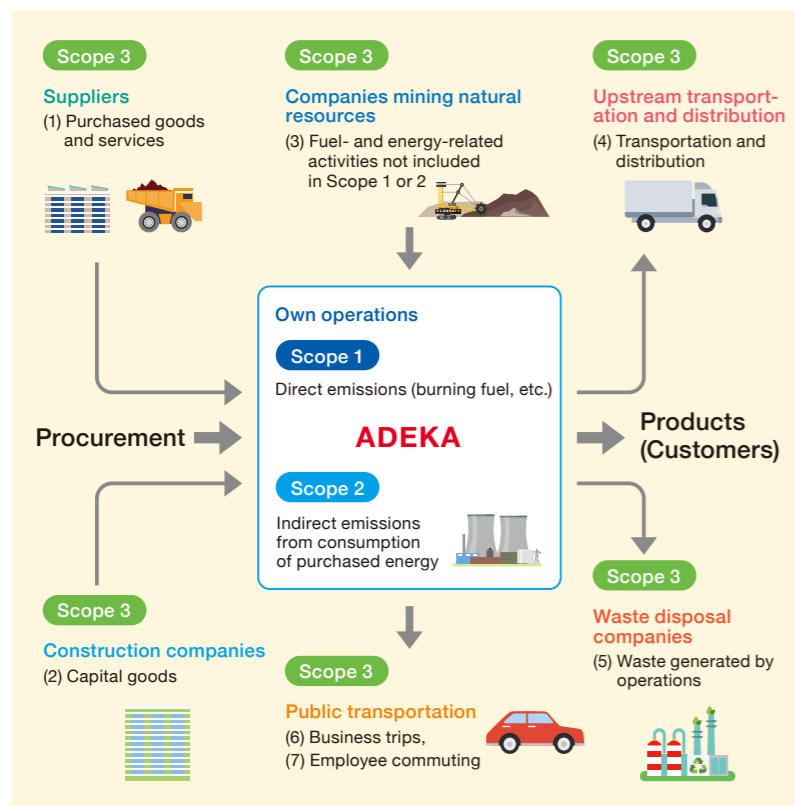 Scope 3
Suppliers
(1) Purchased goods
and services
Scope 3
Companies mining natural
resources
(3) Fuel- and energy-related
activities not included
in Scope 1 or 2
Scope 3
Upstream transport-
ation and distribution
(4) Transportation and
distribution
Own operations
Scope 1
Direct emissions (burning fuel, etc.)
Procurement
ADEKA
Products
(Customers)
Scope 2
Indirect emissions
from consumption
of purchased energy
Scope 3
Construction companies
(2) Capital goods
Scope 3
Public transportation
(6) Business trips,
(7) Employee commuting
Scope 3
Waste disposal
companies
(5) Waste generated by
operations